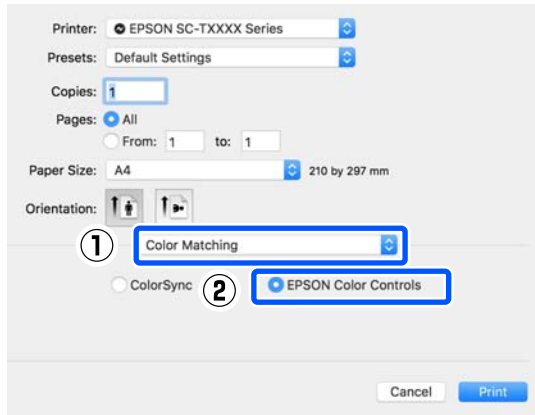 Printer: EPSON SC-TXXXX Series
Presets: Default Settings
Copies: 1
Pages: All
From: 1 to: 1
Paper Size: A4 210 by 297 mm
Orientation:
① Color Matching
ColorSync ② EPSON Color Controls
Cancel Print